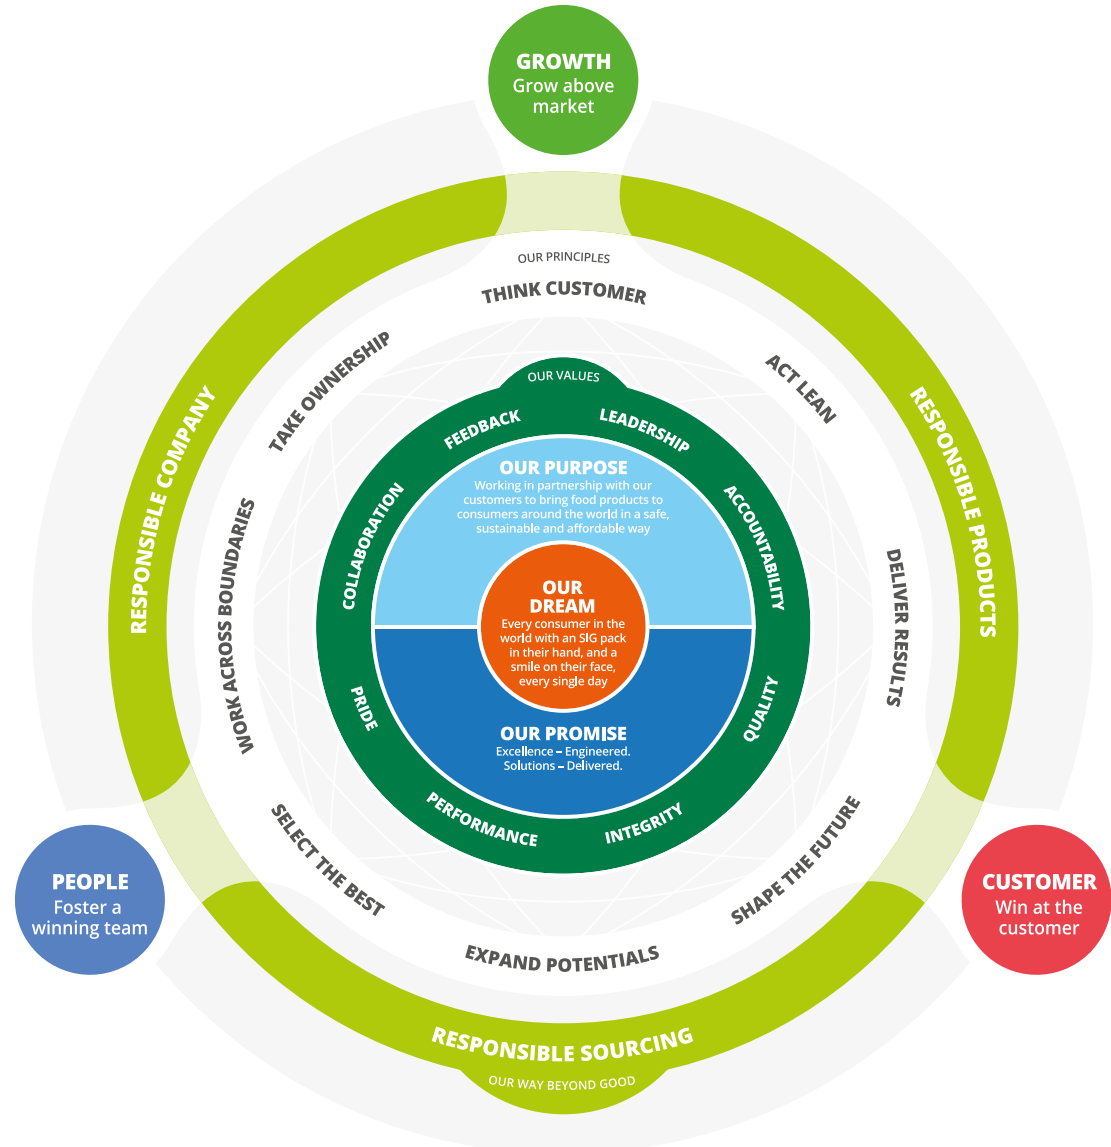 GROWTH
Grow above
market
OUR PRINCIPLES
THINK CUSTOMER
ACT LEAN
DELIVER RESULTS
SHAPE THE FUTURE
EXPAND POTENTIALS
SELECT THE BEST
WORK ACROSS BOUNDARIES
TAKE OWNERSHIP
RESPONSIBLE COMPANY
RESPONSIBLE PRODUCTS
OUR VALUES
LEADERSHIP
ACCOUNTABILITY
QUALITY
INTEGRITY
PERFORMANCE
PRIDE
COLLABORATION
FEEDBACK
OUR PURPOSE
Working in partnership with our
customers to bring food products to
consumers around the world in a safe,
sustainable and affordable way
OUR
DREAM
Every consumer in the
world with an SIG pack
in their hand, and a
smile on their face,
every single day
OUR PROMISE
Excellence – Engineered.
Solutions – Delivered.
PEOPLE
Foster a
winning team
CUSTOMER
Win at the
customer
RESPONSIBLE SOURCING
OUR WAY BEYOND GOOD